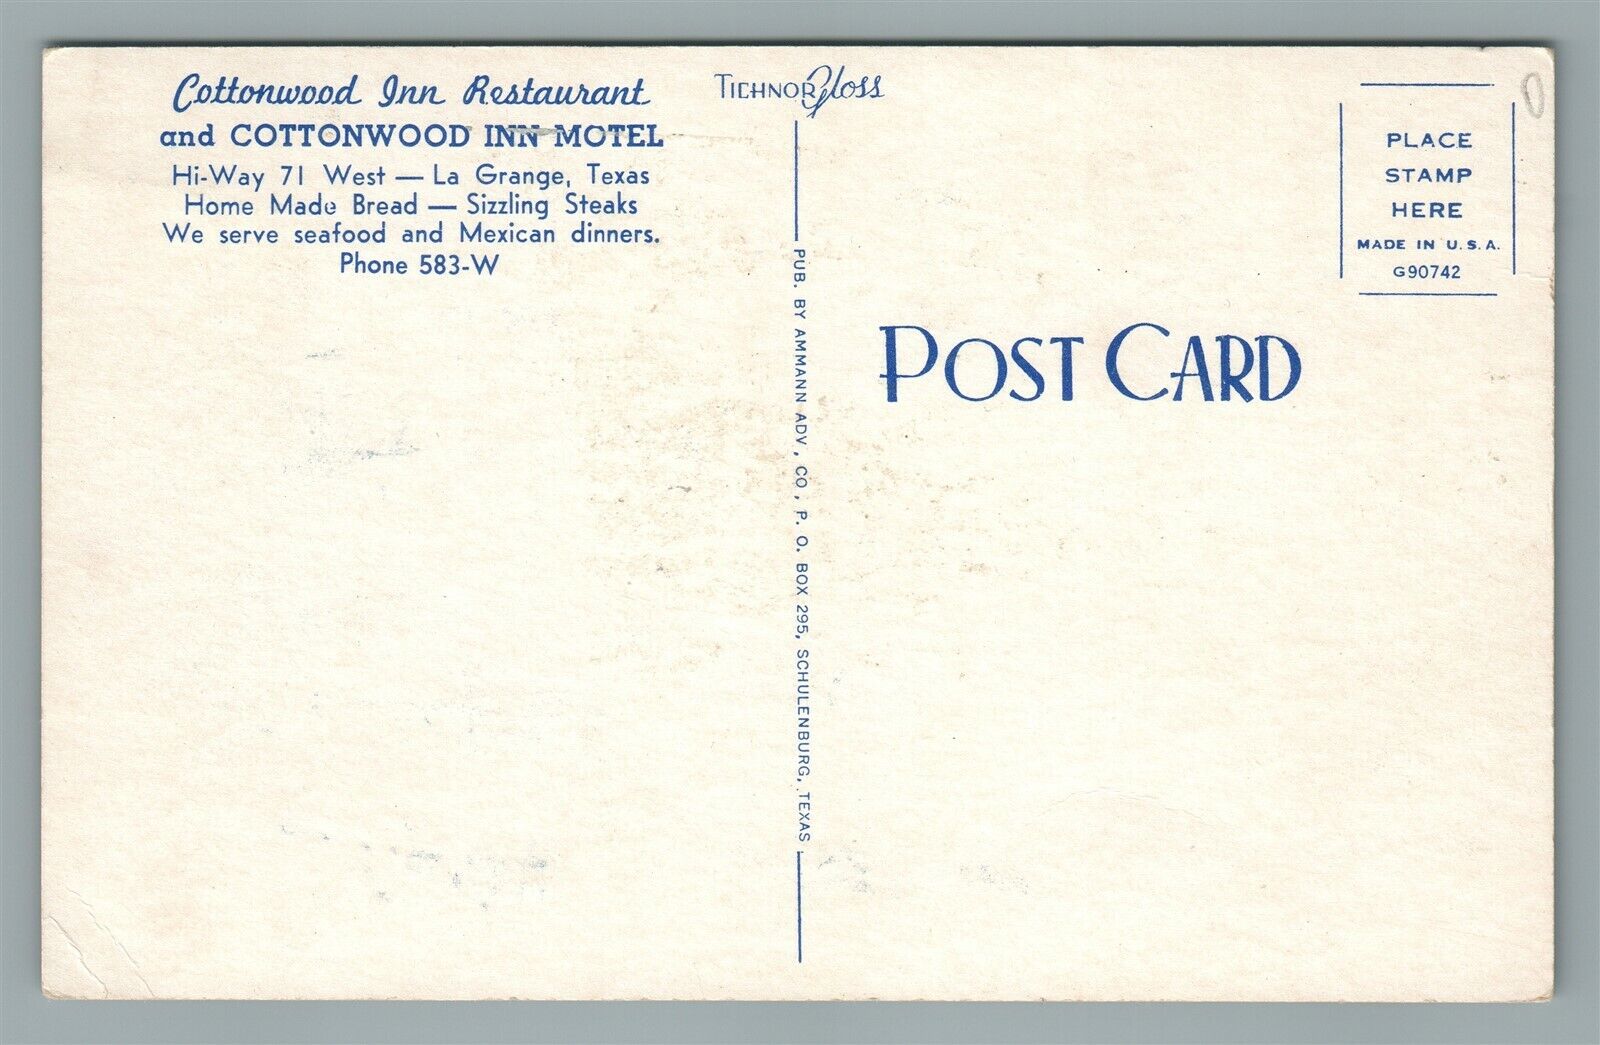 Cottonwood Inn Restaurant
and COTTONWOOD INN MOTEL
Hi-Way 71 West — La Grange, Texas
Home Made Bread — Sizzling Steaks
We serve seafood and Mexican dinners.
Phone 583-W
TICHNOR Gloss
PUB. BY AMMANN ADV, CO, P. O. BOX 295, SCHULENBURG, TEXAS
PLACE
STAMP
HERE
MADE IN U.S.A.
G90742
POST CARD
0